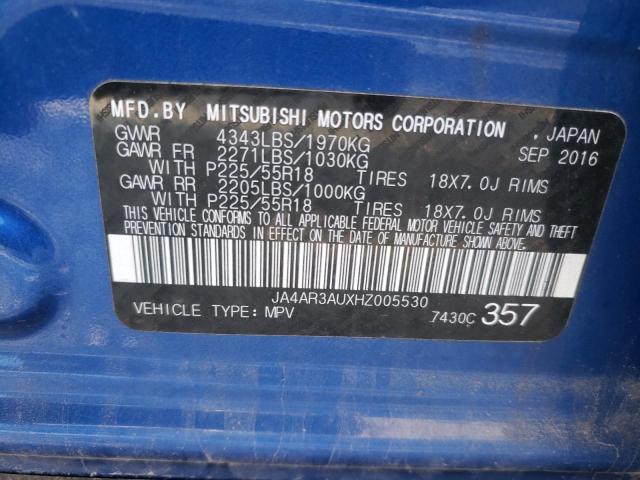 MFD.BY MITSUBISHI MOTORS CORPORATION , JAPAN
GVWR 4343LBS/1970KG SEP 2016
GAWR FR 2271LBS/1030KG
WITH P225/55R18 TIRES 18X7.0J RIMS
GAWR RR 2205LBS/1000KG
WITH P225/55R18 TIRES 18X7.0J RIMS
THIS VEHICLE CONFORMS TO ALL APPLICABLE FEDERAL MOTOR VEHICLE SAFETY AND THEFT
PREVENTION STANDARDS IN EFFECT ON THE DATE OF MANUFACTURE SHOWN ABOVE.
JA4AR3AUXHZ005530
VEHICLE TYPE: MPV 7430C 357